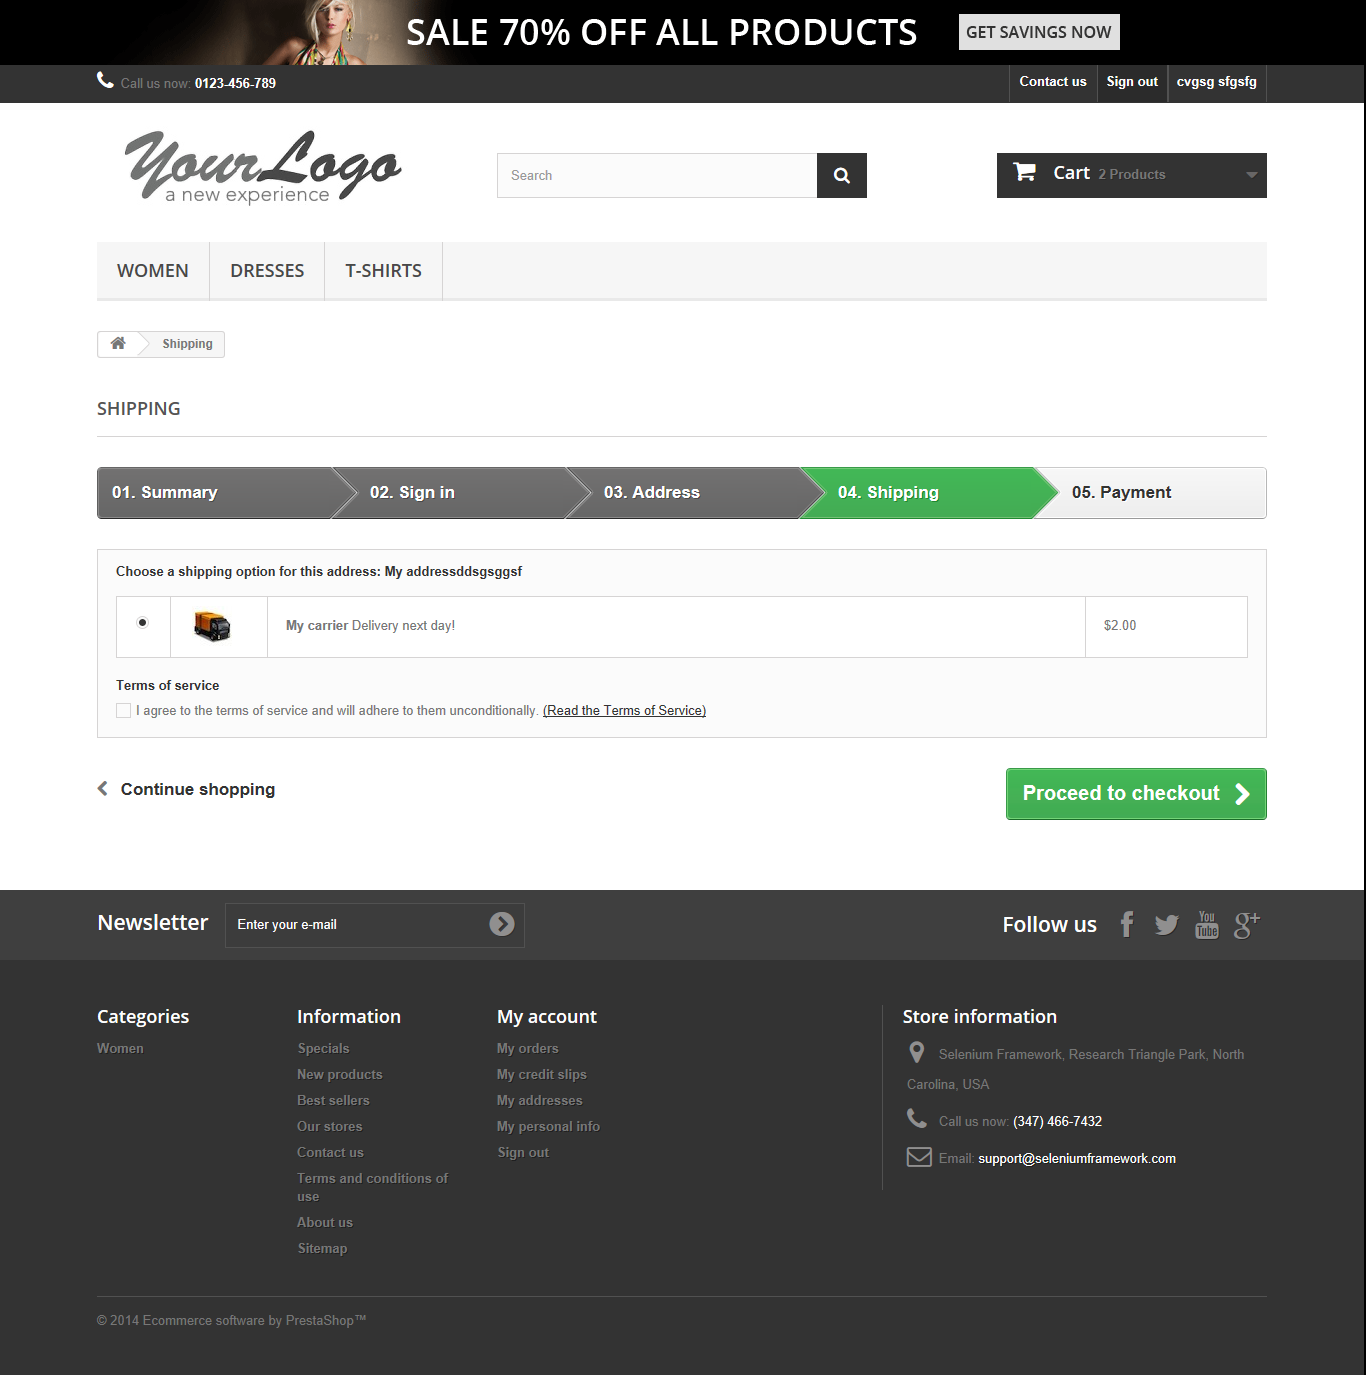 SALE 70% OFF ALL PRODUCTS GET SAVINGS NOW
Call us now: 0123-456-789 Contact us Sign out cvgsg sfgsfg
YourLogo
a new experience
Search
Cart 2 Products
WOMEN DRESSES T-SHIRTS
Shipping
SHIPPING
01. Summary 02. Sign in 03. Address 04. Shipping 05. Payment
Choose a shipping option for this address: My addressddsgsggsf
My carrier Delivery next day! $2.00
Terms of service
I agree to the terms of service and will adhere to them unconditionally. (Read the Terms of Service)
Continue shopping
Proceed to checkout
Newsletter Enter your e-mail
Follow us You Tube g+
Categories
Women
Information
Specials
New products
Best sellers
Our stores
Contact us
Terms and conditions of
use
About us
Sitemap
My account
My orders
My credit slips
My addresses
My personal info
Sign out
Store information
Selenium Framework, Research Triangle Park, North
Carolina, USA
Call us now: (347) 466-7432
Email: support@seleniumframework.com
© 2014 Ecommerce software by PrestaShop™